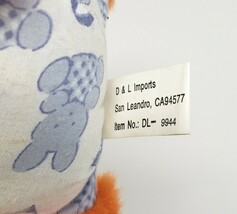 D & L Imports
San Leandro, CA94577
Item No.: DL- 9944